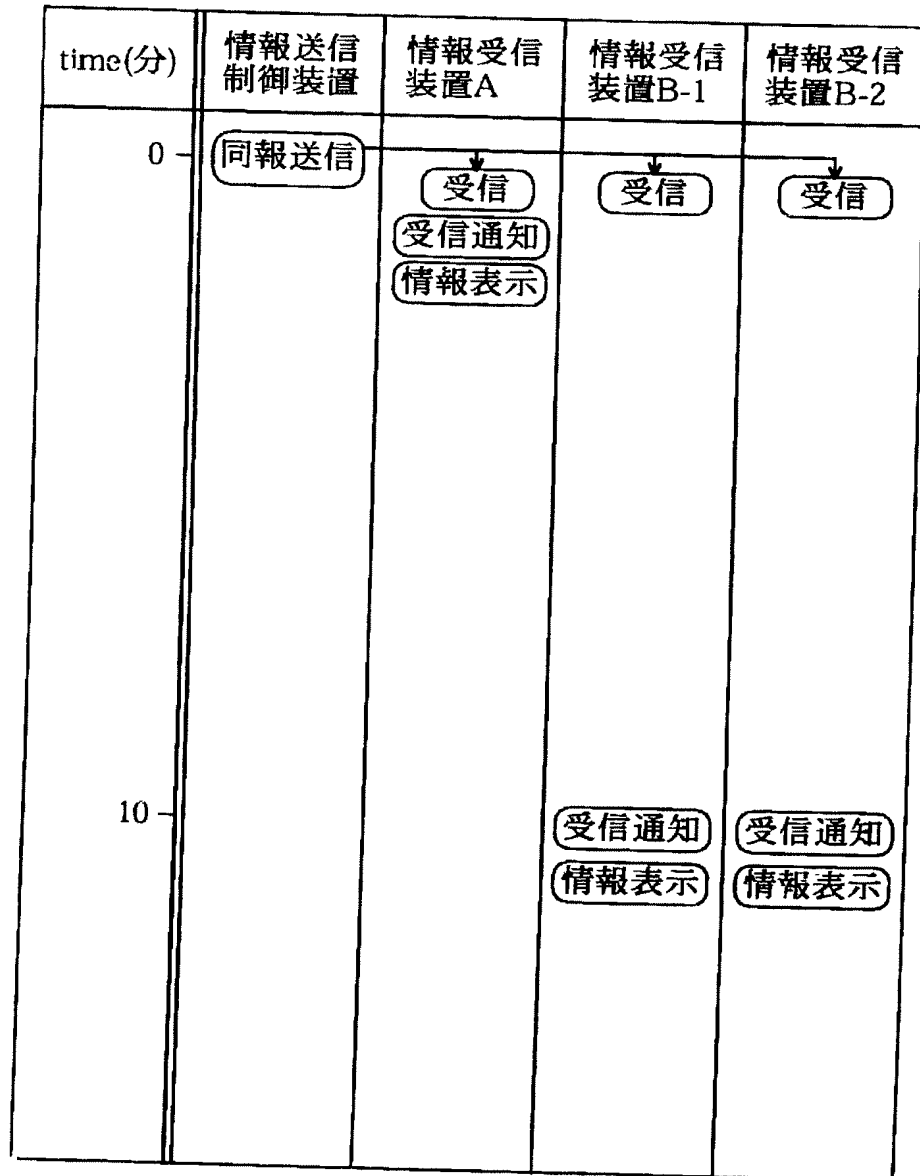 time(分)
情報送信
制御装置
情報受信
装置A
情報受信
装置B-1
情報受信
装置B-2
0
同報送信
受信
受信
受信
受信通知
情報表示
10
受信通知
受信通知
情報表示
情報表示